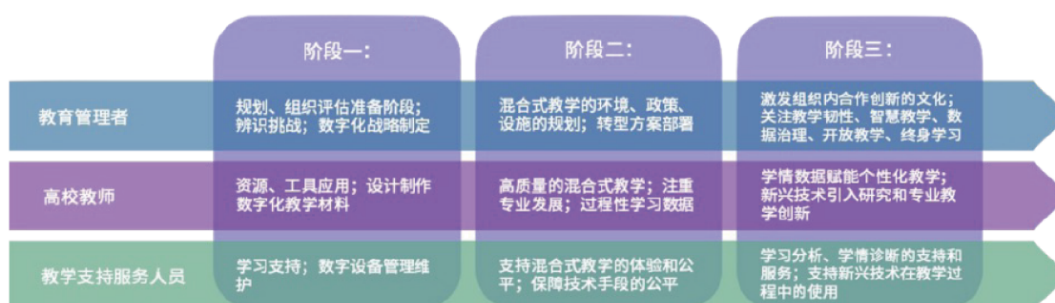 阶段一：
阶段二：
阶段三：
教育管理者
规划、组织评估准备阶段；
辨识挑战；数字化战略制定
混合式教学的环境、政策、
设施的规划；转型方案部署
激发组织内合作创新的文化；
关注教学韧性、智慧教学、数
据治理、开放教学、终身学习
高校教师
资源、工具应用；设计制作
数字化教学材料
高质量的混合式教学；注重
专业发展；过程性学习数据
学情数据赋能个性化教学；
新兴技术引入研究和专业教
学创新
教学支持服务人员
学习支持；数字设备管理维
护
支持混合式教学的体验和公
平；保障技术手段的公平
学习分析、学情诊断的支持和
服务；支持新兴技术在教学过
程中的使用